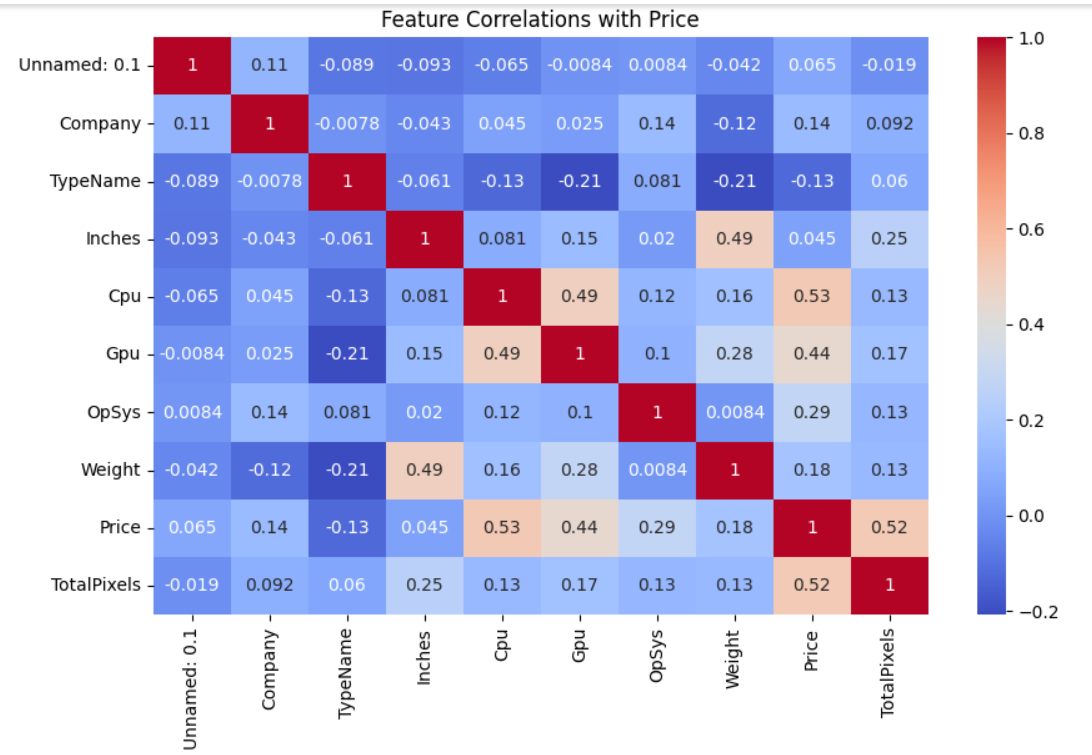 Feature Correlations with Price
Unnamed: 0.1 1 0.11 -0.089 -0.093 -0.065 -0.0084 0.0084 -0.042 0.065 -0.019
Company 0.11 1 -0.0078 -0.043 0.045 0.025 0.14 -0.12 0.14 0.092
TypeName -0.089 -0.0078 1 -0.061 -0.13 -0.21 0.081 -0.21 -0.13 0.06
Inches -0.093 -0.043 -0.061 1 0.081 0.15 0.02 0.49 0.045 0.25
Cpu -0.065 0.045 -0.13 0.081 1 0.49 0.12 0.16 0.53 0.13
Gpu -0.0084 0.025 -0.21 0.15 0.49 1 0.1 0.28 0.44 0.17
OpSys 0.0084 0.14 0.081 0.02 0.12 0.1 1 0.0084 0.29 0.13
Weight -0.042 -0.12 -0.21 0.49 0.16 0.28 0.0084 1 0.18 0.13
Price 0.065 0.14 -0.13 0.045 0.53 0.44 0.29 0.18 1 0.52
TotalPixels -0.019 0.092 0.06 0.25 0.13 0.17 0.13 0.13 0.52 1
Unnamed: 0.1 Company TypeName Inches Cpu Gpu OpSys Weight Price TotalPixels
1.0
0.8
0.6
0.4
0.2
0.0
−0.2